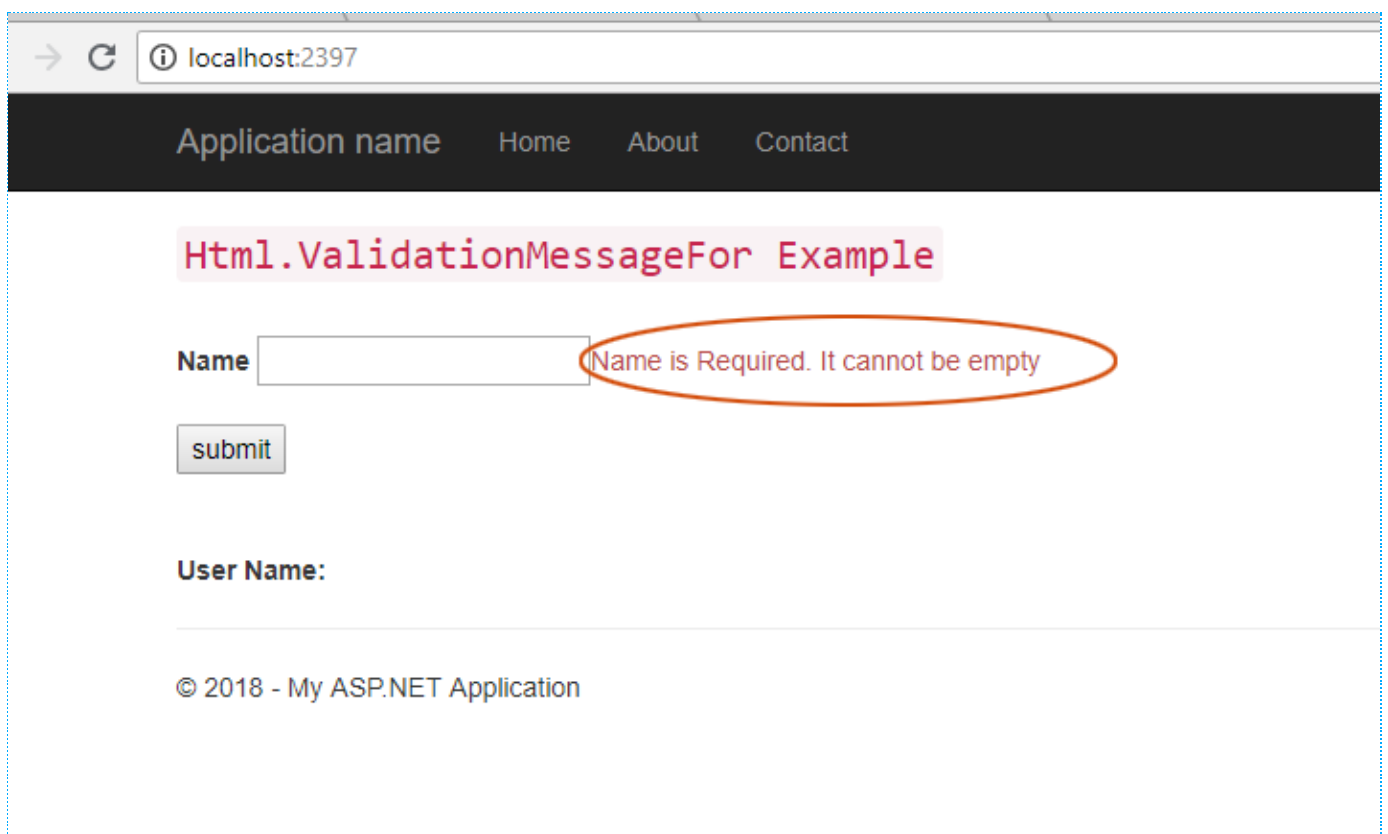 localhost:2397
Application name Home About Contact
Html.ValidationMessageFor Example
Name Name is Required. It cannot be empty
submit
User Name:
© 2018 - My ASP.NET Application